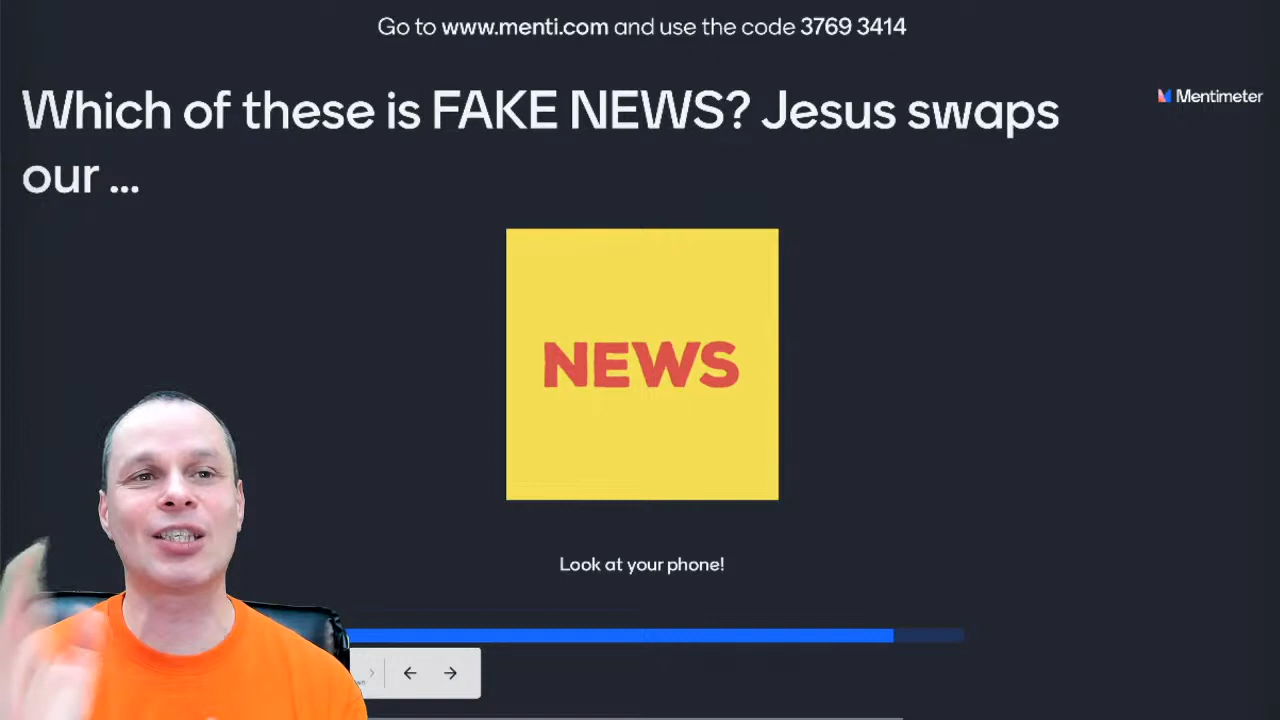 Go to www.menti.com and use the code 3769 3414
Mentimeter
Which of these is FAKE NEWS? Jesus swaps
our ...
NEWS
Look at your phone!